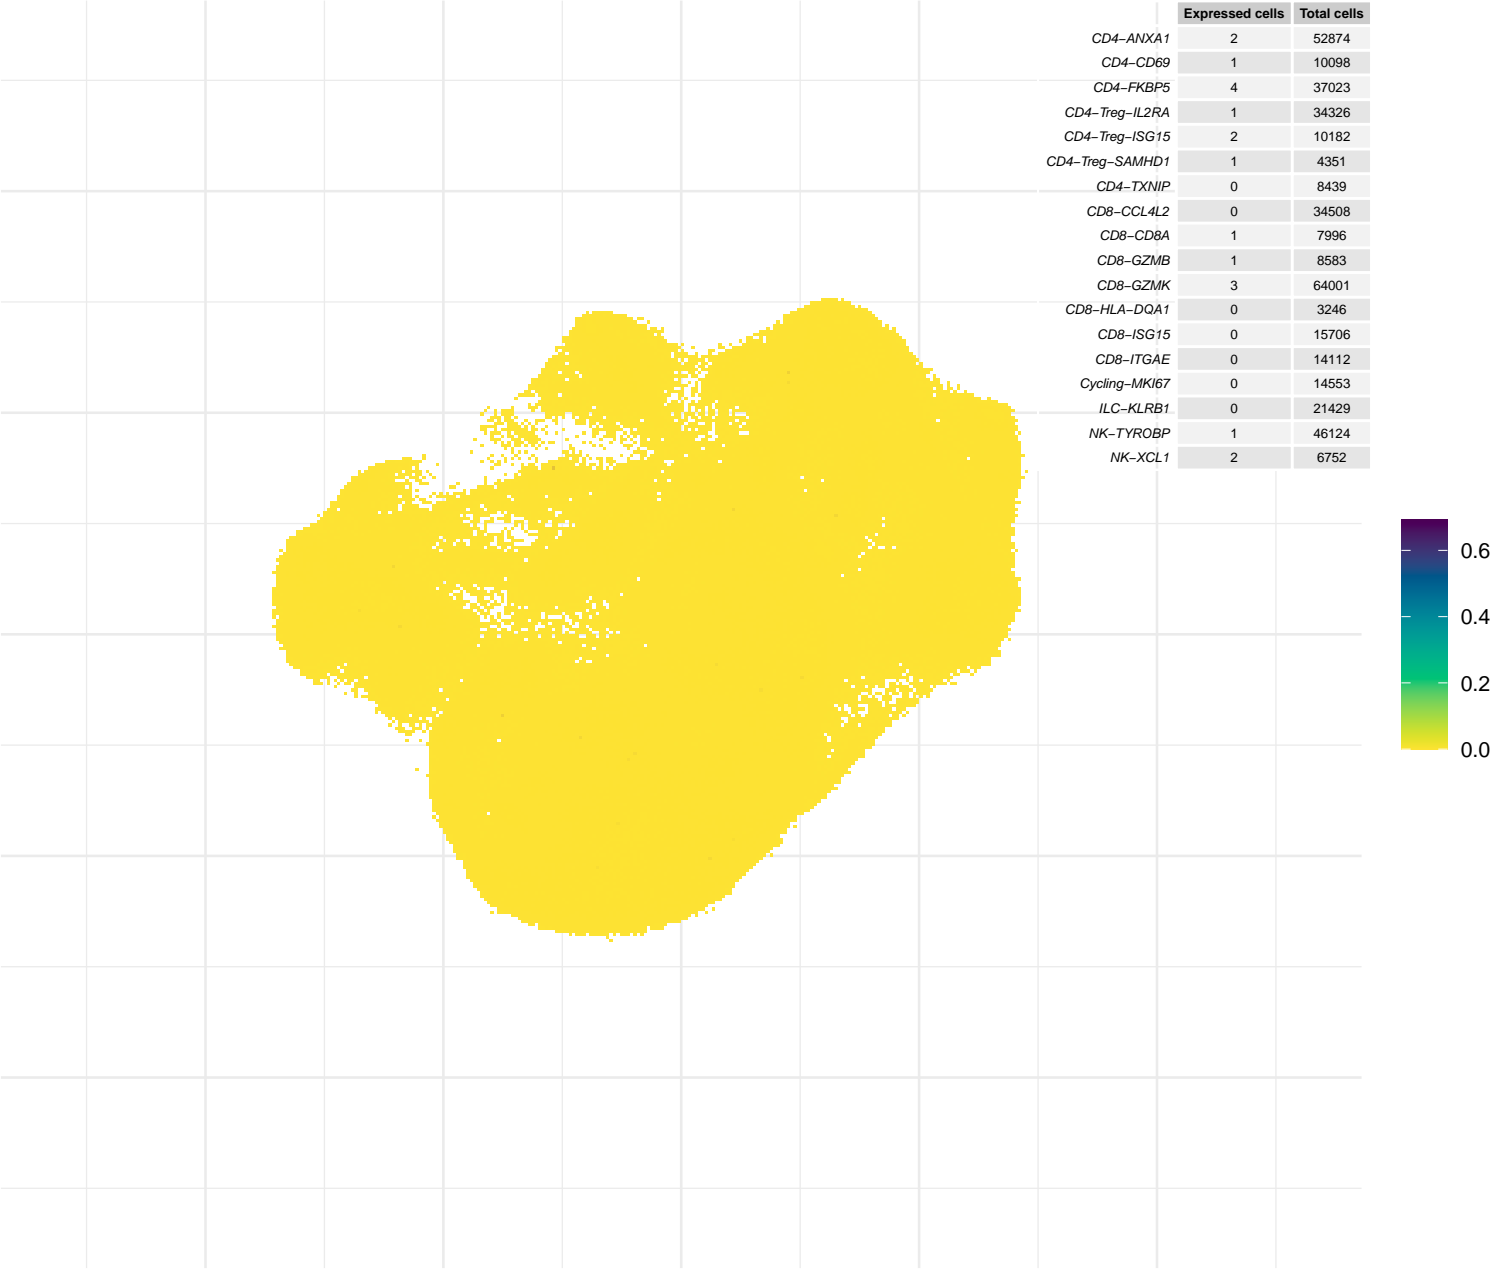 Expressed cells Total cells
CD4−ANXA1 2 52874
CD4−CD69 1 10098
CD4−FKBP5 4 37023
CD4−Treg−IL2RA 1 34326
CD4−Treg−ISG15 2 10182
CD4−Treg−SAMHD1 1 4351
CD4−TXNIP 0 8439
CD8−CCL4L2 0 34508
CD8−CD8A 1 7996
CD8−GZMB 1 8583
CD8−GZMK 3 64001
CD8−HLA−DQA1 0 3246
CD8−ISG15 0 15706
CD8−ITGAE 0 14112
Cycling−MKI67 0 14553
ILC−KLRB1 0 21429
NK−TYROBP 1 46124
NK−XCL1 2 6752
0.6
0.4
0.2
0.0